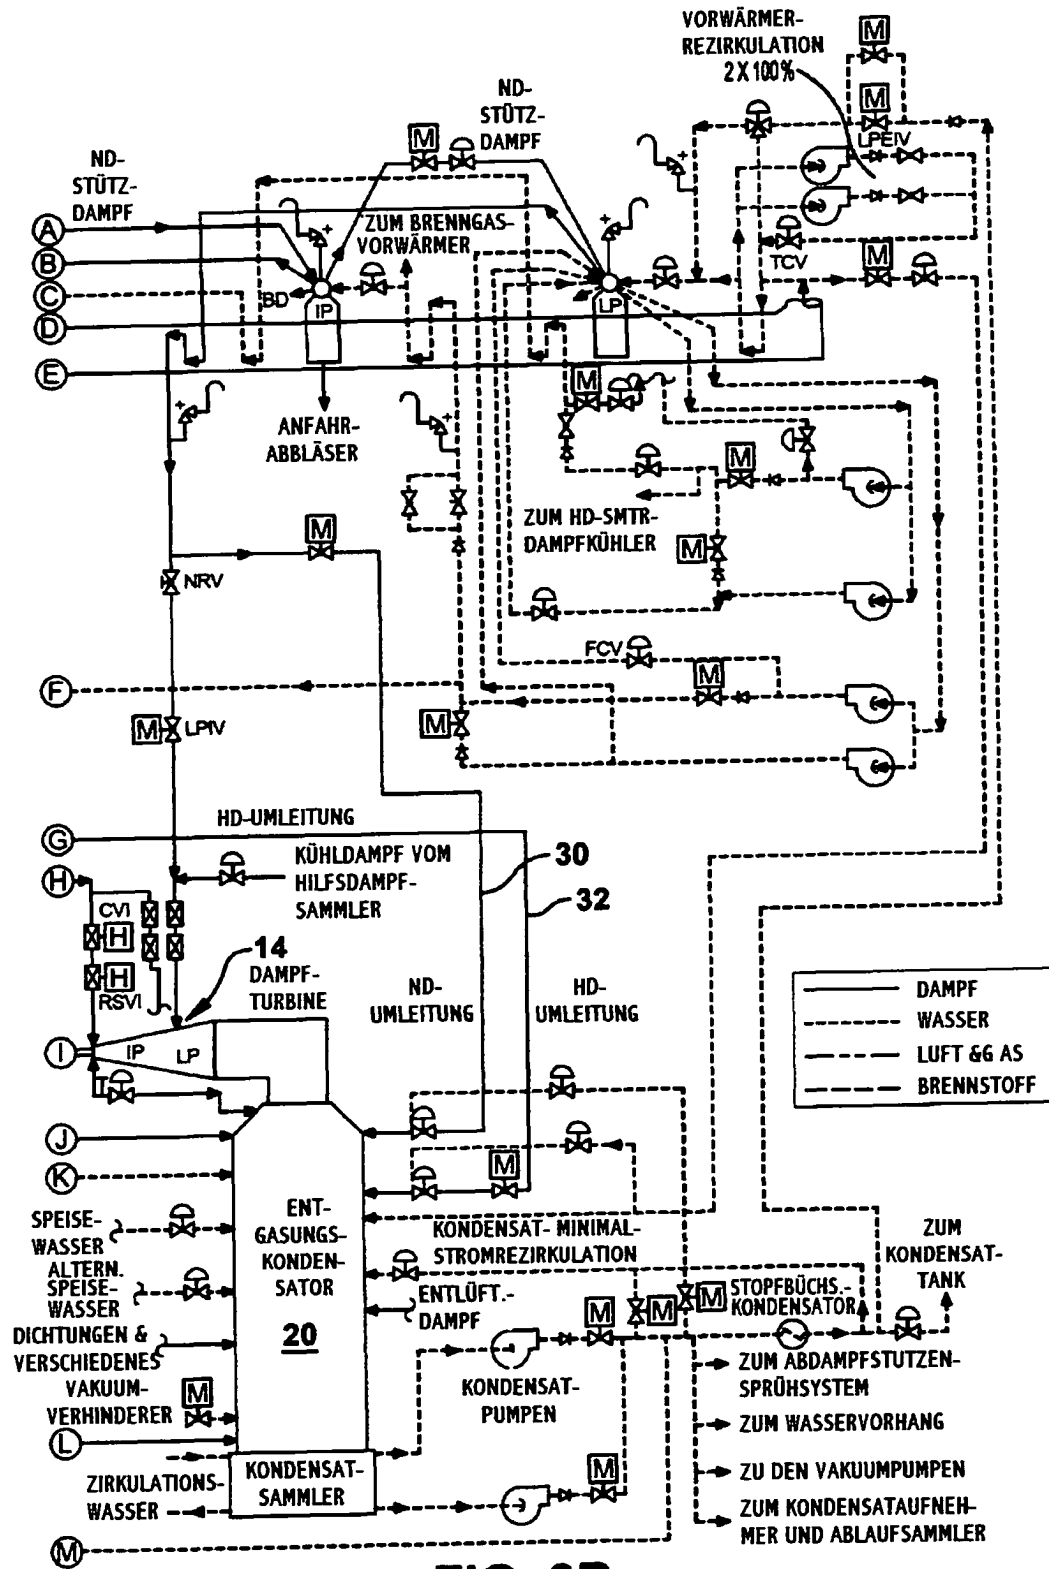 VORWÄRMER-
REZIRKULATION
2X100%
M
M
LPEIV
ND-
STÜTZ-
DAMPF
M
ND-
STÜTZ-
DAMPF
A
B
C
D
E
ZUM BRENNGAS-
VORWÄRMER
BD
IP
LP
TCV
M
ANFAHR-
ABBLÄSER
M
M
ZUM HD-SMTR-
DAMPFKÜHLER
M
M
NRV
FCV
M
F
M
LPIV
M
HD-UMLEITUNG
G
H
KÜHLDAMPF VOM
HILFSDAMPF-
SAMMLER
30
32
CVI
H
H
RSVI
14
DAMPF-
TURBINE
ND-
UMLEITUNG
HD-
UMLEITUNG
DAMPF
WASSER
LUFT &G AS
BRENNSTOFF
I
IP
LP
J
K
M
SPEISE-
WASSER
ALTERN.
SPEISE-
WASSER
DICHTUNGEN &
VERSCHIEDENES
VAKUUM-
VERHINDERER
M
L
ENT-
GASUNGS-
KONDEN-
SATOR
20
KONDENSAT- MINIMAL-
STROMREZIRKULATION
ENTLÜFT.-
DAMPF
M
M
M
STOPFBÜCHS.-
KONDENSATOR
ZUM
KONDENSAT-
TANK
KONDENSAT-
PUMPEN
ZUM ABDAMPFSTUTZEN-
SPRÜHSYSTEM
ZUM WASSERVORHANG
ZU DEN VAKUUMPUMPEN
ZUM KONDENSATAUFNEH-
MER UND ABLAUFSAMMLER
M
ZIRKULATIONS-
WASSER
KONDENSAT-
SAMMLER
M